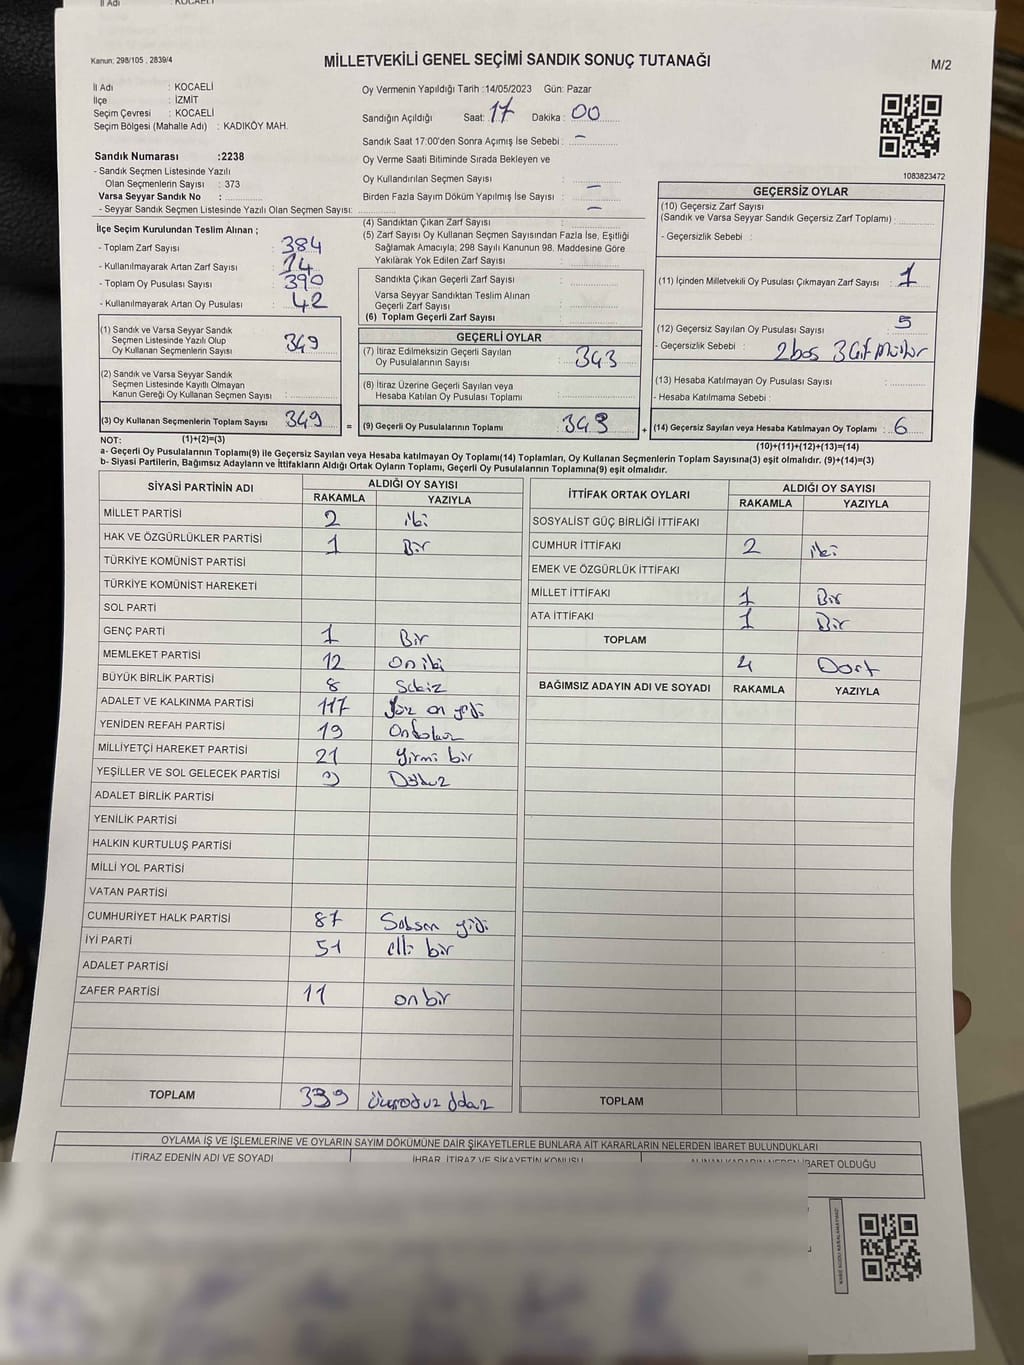 Kanun: 298/105 , 2839/4
MİLLETVEKİLİ GENEL SEÇİMİ SANDIK SONUÇ TUTANAĞI
M/2
İl Adı : KOCAELİ
İlçe : İZMİT
Seçim Çevresi : KOCAELİ
Seçim Bölgesi (Mahalle Adı) : KADIKÖY MAH.
Sandık Numarası :2238
- Sandık Seçmen Listesinde Yazılı
Olan Seçmenlerin Sayısı : 373
Varsa Seyyar Sandık No :
- Seyyar Sandık Seçmen Listesinde Yazılı Olan Seçmen Sayısı:
Oy Vermenin Yapıldığı Tarih :14/05/2023 Gün: Pazar
Sandığın Açıldığı Saat: 17 Dakika : 00
Sandık Saat 17:00'den Sonra Açımış İse Sebebi : -
Oy Verme Saati Bitiminde Sırada Bekleyen ve
Oy Kullandırılan Seçmen Sayısı : -
Birden Fazla Sayım Döküm Yapılmış İse Sayısı : -
1083823472
İlçe Seçim Kurulundan Teslim Alınan ;
- Toplam Zarf Sayısı : 384
- Kullanılmayarak Artan Zarf Sayısı : 14
- Toplam Oy Pusulası Sayısı : 390
- Kullanılmayarak Artan Oy Pusulası : 42
(1) Sandık ve Varsa Seyyar Sandık
Seçmen Listesinde Yazılı Olup
Oy Kullanan Seçmenlerin Sayısı : 349
(2) Sandık ve Varsa Seyyar Sandık
Seçmen Listesinde Kayıtlı Olmayan
Kanun Gereği Oy Kullanan Seçmen Sayısı :
(3) Oy Kullanan Seçmenlerin Toplam Sayısı : 349
(4) Sandıktan Çıkan Zarf Sayısı :
(5) Zarf Sayısı Oy Kullanan Seçmen Sayısından Fazla İse, Eşitliği
Sağlamak Amacıyla; 298 Sayılı Kanunun 98. Maddesine Göre
Yakılarak Yok Edilen Zarf Sayısı :
Sandıkta Çıkan Geçerli Zarf Sayısı :
Varsa Seyyar Sandıktan Teslim Alınan
Geçerli Zarf Sayısı :
(6) Toplam Geçerli Zarf Sayısı :
GEÇERLİ OYLAR
(7) İtiraz Edilmeksizin Geçerli Sayılan
Oy Pusulalarının Sayısı : 343
(8) İtiraz Üzerine Geçerli Sayılan veya
Hesaba Katılan Oy Pusulası Toplamı :
= (9) Geçerli Oy Pusulalarının Toplamı : 343 +
GEÇERSİZ OYLAR
(10) Geçersiz Zarf Sayısı
(Sandık ve Varsa Seyyar Sandık Geçersiz Zarf Toplamı) :
- Geçersizlik Sebebi :
(11) İçinden Milletvekili Oy Pusulası Çıkmayan Zarf Sayısı : 1
(12) Geçersiz Sayılan Oy Pusulası Sayısı : 5
- Geçersizlik Sebebi : 2 boş 3 Çift Mühür
(13) Hesaba Katılmayan Oy Pusulası Sayısı :
- Hesaba Katılmama Sebebi :
(14) Geçersiz Sayılan veya Hesaba Katılmayan Oy Toplamı : 6
NOT: (1)+(2)=(3)
(10)+(11)+(12)+(13)=(14)
a- Geçerli Oy Pusulalarının Toplamı(9) ile Geçersiz Sayılan veya Hesaba katılmayan Oy Toplamı(14) Toplamları, Oy Kullanan Seçmenlerin Toplam Sayısına(3) eşit olmalıdır. (9)+(14)=(3)
b- Siyasi Partilerin, Bağımsız Adayların ve İttifakların Aldığı Ortak Oyların Toplamı, Geçerli Oy Pusulalarının Toplamına(9) eşit olmalıdır.
SİYASİ PARTİNİN ADI
ALDIĞI OY SAYISI
RAKAMLA YAZIYLA
MİLLET PARTİSİ 2 iki
HAK VE ÖZGÜRLÜKLER PARTİSİ 1 Bir
TÜRKİYE KOMÜNİST PARTİSİ
TÜRKİYE KOMÜNİST HAREKETİ
SOL PARTİ
GENÇ PARTİ 1 Bir
MEMLEKET PARTİSİ 12 on iki
BÜYÜK BİRLİK PARTİSİ 8 Sekiz
ADALET VE KALKINMA PARTİSİ 117 Yüz on yedi
YENİDEN REFAH PARTİSİ 19 Ondokuz
MİLLİYETÇİ HAREKET PARTİSİ 21 Yirmi bir
YEŞİLLER VE SOL GELECEK PARTİSİ 9 Dokuz
ADALET BİRLİK PARTİSİ
YENİLİK PARTİSİ
HALKIN KURTULUŞ PARTİSİ
MİLLİ YOL PARTİSİ
VATAN PARTİSİ
CUMHURİYET HALK PARTİSİ 87 Seksen yedi
İYİ PARTİ 51 elli bir
ADALET PARTİSİ
ZAFER PARTİSİ 11 on bir
TOPLAM 339
İTTİFAK ORTAK OYLARI
ALDIĞI OY SAYISI
RAKAMLA YAZIYLA
SOSYALİST GÜÇ BİRLİĞİ İTTİFAKI
CUMHUR İTTİFAKI 2 iki
EMEK VE ÖZGÜRLÜK İTTİFAKI
MİLLET İTTİFAKI 1 Bir
ATA İTTİFAKI 1 Bir
TOPLAM 4 Dört
BAĞIMSIZ ADAYIN ADI VE SOYADI RAKAMLA YAZIYLA
TOPLAM
OYLAMA İŞ VE İŞLEMLERİNE VE OYLARIN SAYIM DÖKÜMÜNE DAİR ŞİKAYETLERLE BUNLARA AİT KARARLARIN NELERDEN İBARET BULUNDUKLARI
İTİRAZ EDENİN ADI VE SOYADI
İHBAR, İTİRAZ VE ŞİKAYETİN KONUSU
ALINAN KARARIN NEDEN İBARET OLDUĞU